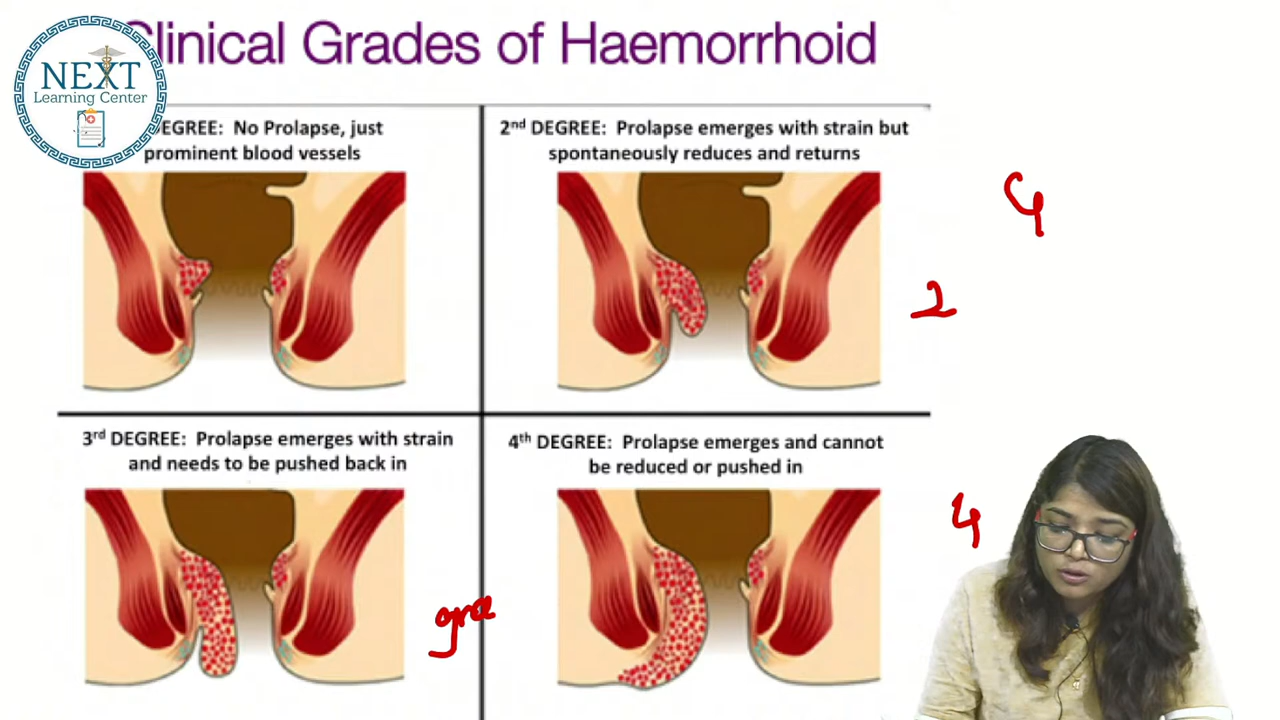 Clinical Grades of Haemorrhoid
NEXT
Learning Center
DEGREE: No Prolapse, just
prominent blood vessels
2nd DEGREE: Prolapse emerges with strain but
spontaneously reduces and returns
4
2
3rd DEGREE: Prolapse emerges with strain
and needs to be pushed back in
4th DEGREE: Prolapse emerges and cannot
be reduced or pushed in
4